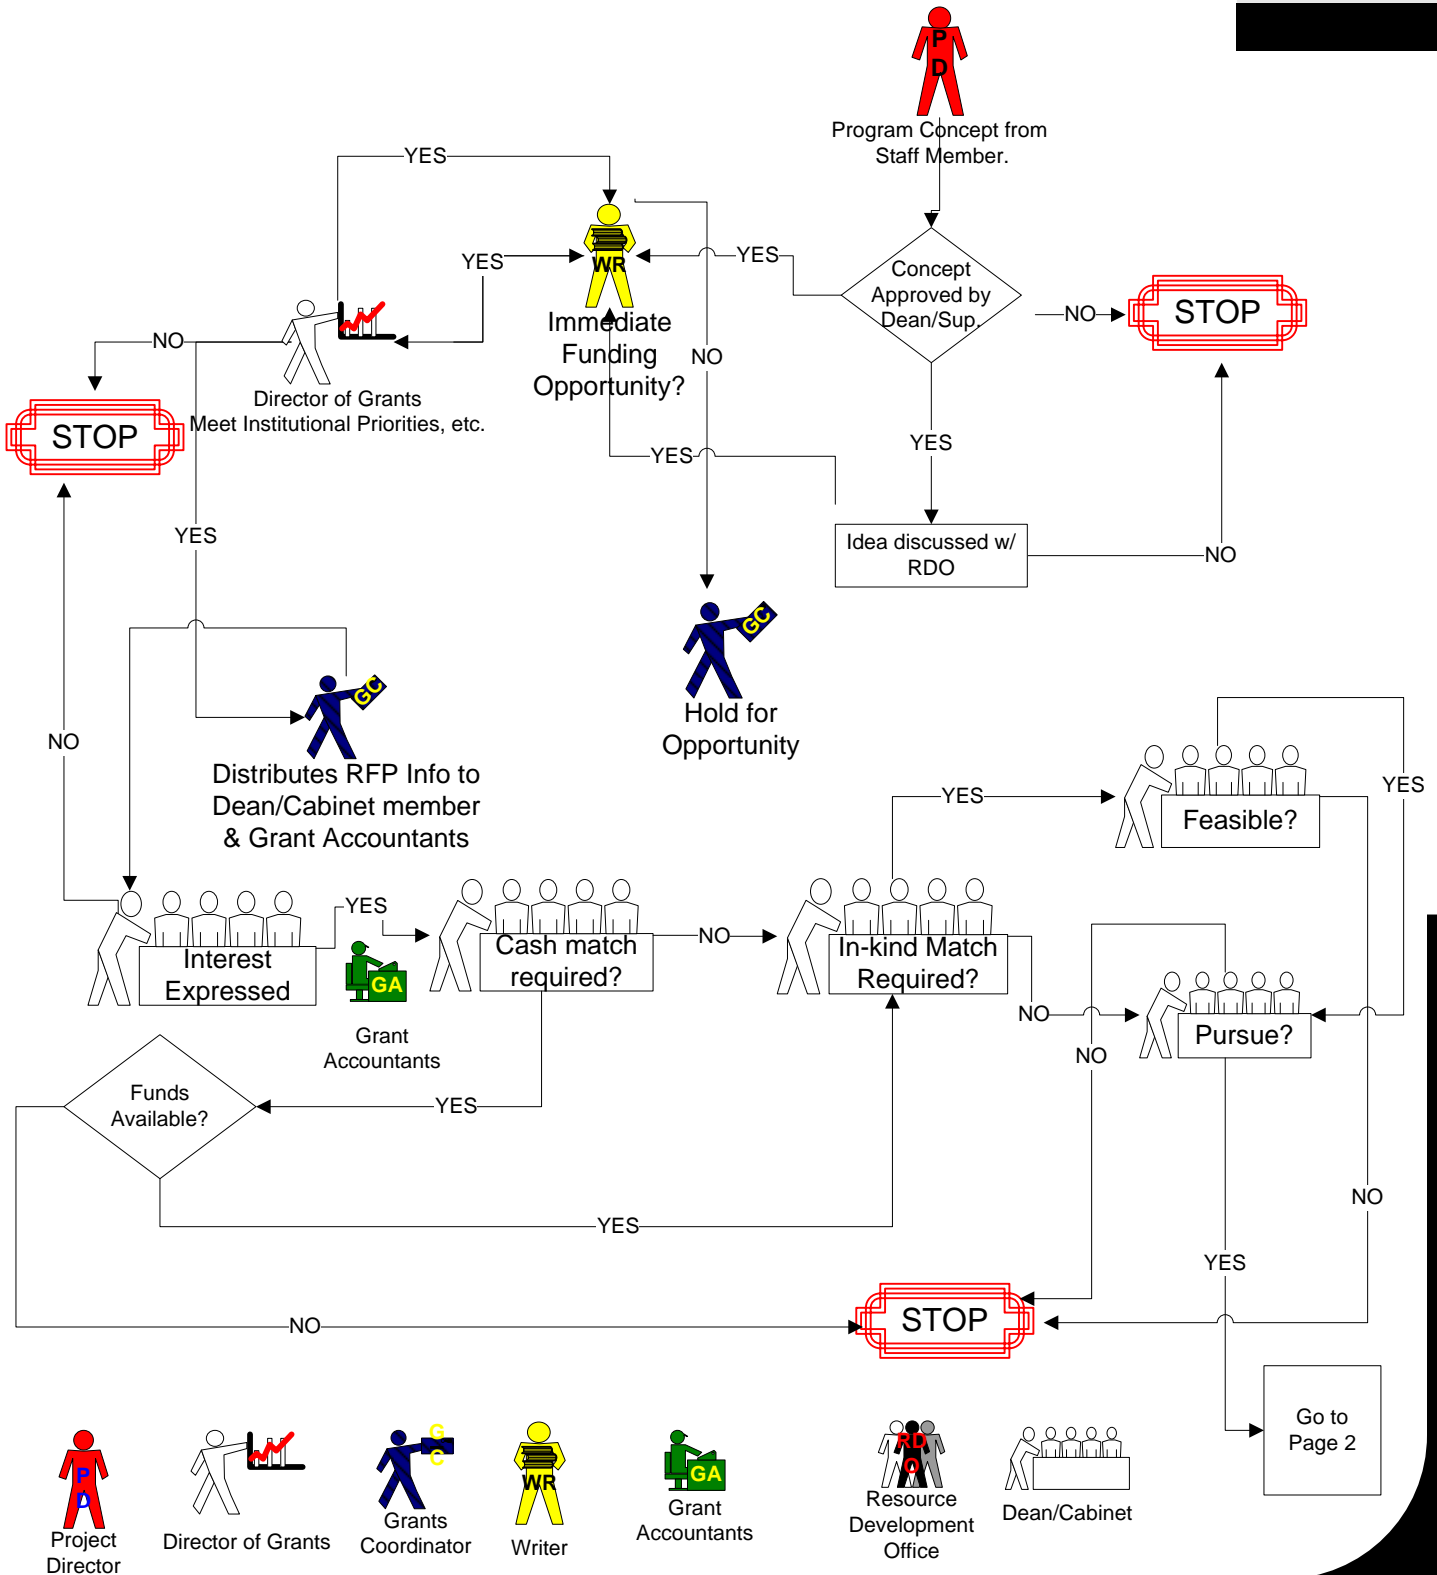 P
D
Program Concept from
Staff Member.
YES
WR
Immediate
Funding
Opportunity?
YES
YES
Concept
Approved by
Dean/Sup.
NO
STOP
NO
NO
YES
YES
Director of Grants
Meet Institutional Priorities, etc.
STOP
YES
Idea discussed w/
RDO
NO
GC
Hold for
Opportunity
GC
Distributes RFP Info to
Dean/Cabinet member
& Grant Accountants
NO
YES
Feasible?
YES
Interest
Expressed
YES
GA
Grant
Accountants
Cash match
required?
NO
In-kind Match
Required?
NO
Pursue?
NO
Funds
Available?
YES
YES
NO
YES
NO
STOP
Go to
Page 2
P
D
Project
Director
Director of Grants
G
C
Grants
Coordinator
WR
Writer
GA
Grant
Accountants
RD
O
Resource
Development
Office
Dean/Cabinet